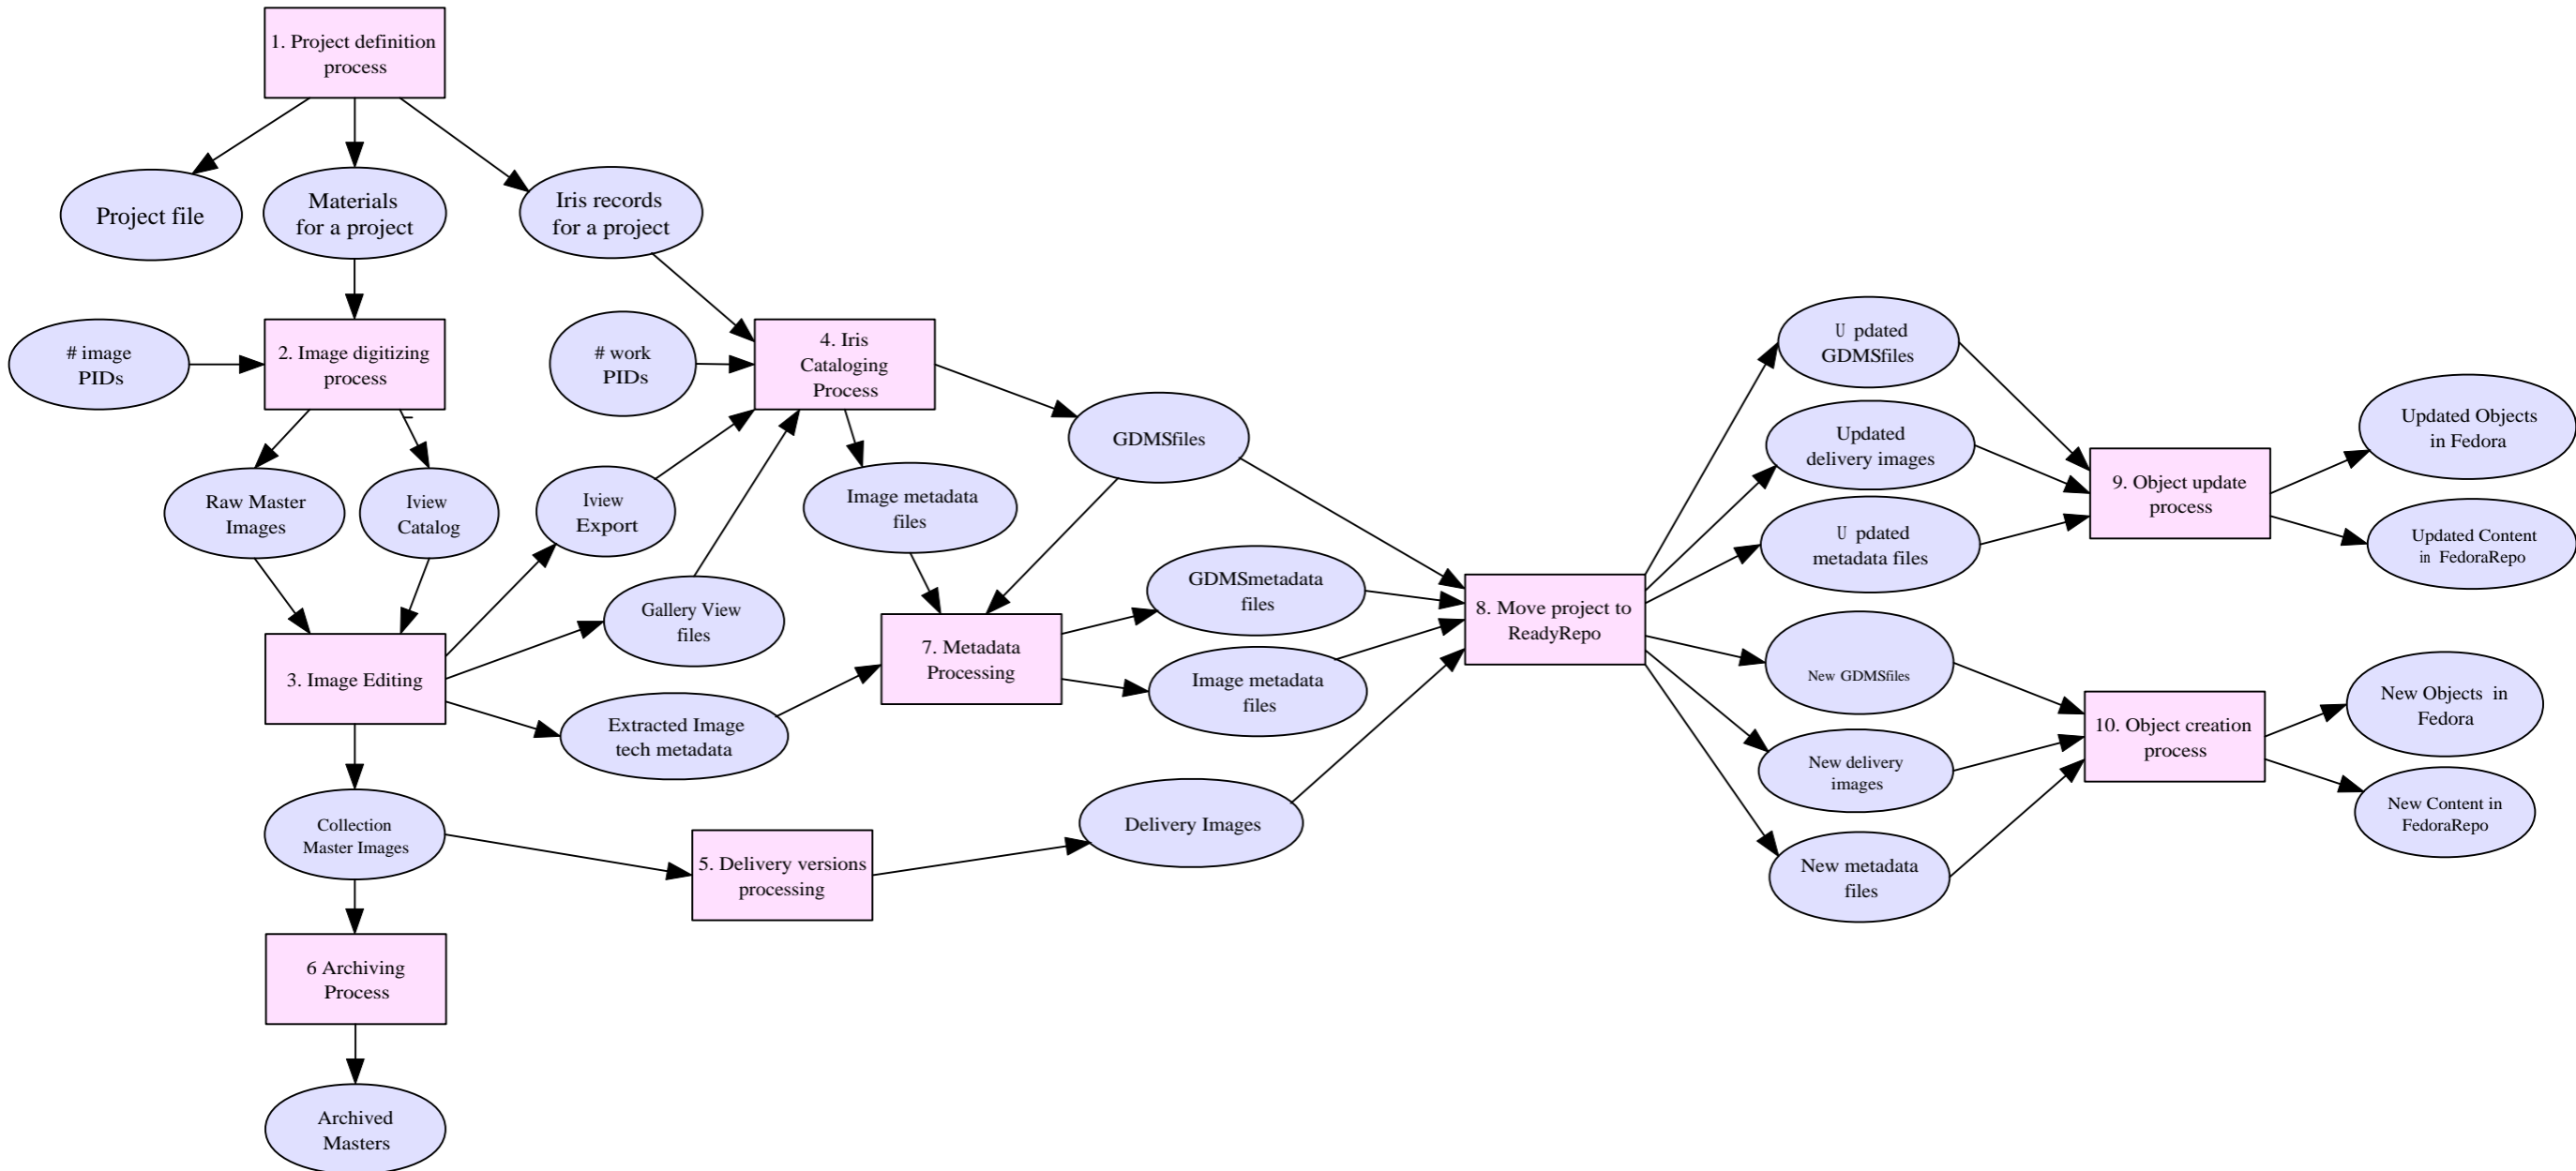 1. Project definition
process
Project file
Materials
for a project
Iris records
for a project
# image
PIDs
2. Image digitizing
process
# work
PIDs
4. Iris
Cataloging
Process
Raw Master
Images
Iview
Catalog
Iview
Export
Image metadata
files
GDMSfiles
3. Image Editing
Gallery View
files
Extracted Image
tech metadata
7. Metadata
Processing
GDMSmetadata
files
Image metadata
files
Collection
Master Images
5. Delivery versions
processing
Delivery Images
6 Archiving
Process
Archived
Masters
8. Move project to
ReadyRepo
U pdated
GDMSfiles
Updated
delivery images
U pdated
metadata files
New GDMSfiles
New delivery
images
New metadata
files
9. Object update
process
10. Object creation
process
Updated Objects
in Fedora
Updated Content
in FedoraRepo
New Objects in
Fedora
New Content in
FedoraRepo